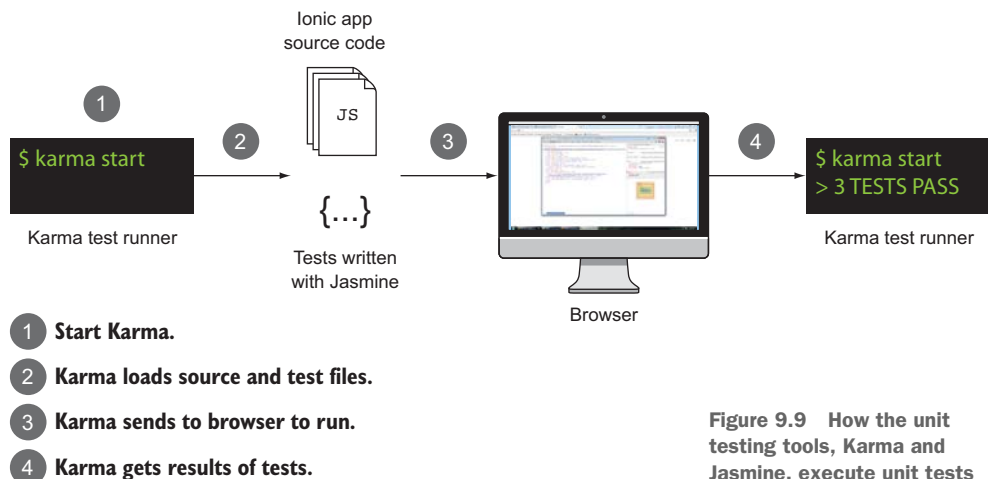 Ionic app
source code
JS
1
2
3
4
$ karma start
$ karma start
> 3 TESTS PASS
{...}
Karma test runner
Tests written
with Jasmine
Browser
Karma test runner
1 Start Karma.
2 Karma loads source and test files.
3 Karma sends to browser to run.
4 Karma gets results of tests.
Figure 9.9 How the unit
testing tools, Karma and
Jasmine, execute unit tests